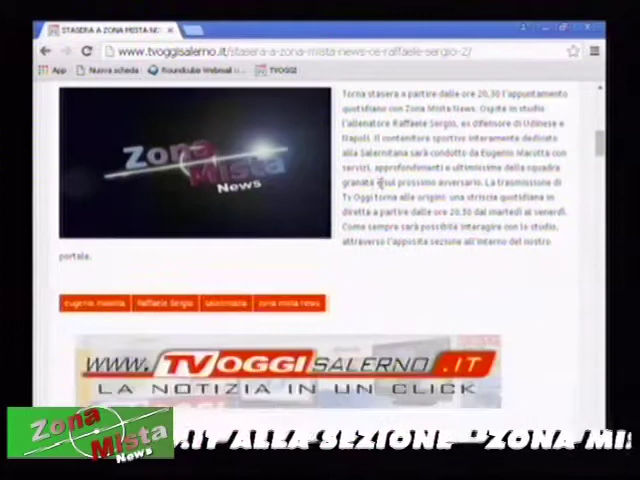 STASERA A ZONA MISTA NE
www.tvoggisalerno.it/stasera-a-zona-mista-news-ce-raffaele-sergio-2/
App
Nuova scheda
Roundcube Webmail ::
TVOGGI
Zona
Mista
News
Torna stasera a partire dalle ore 20,30 l'appuntamento
quotidiano con Zona Mista News. Ospite in studio
l'allenatore Raffaele Sergio, ex difensore di Udinese e
Napoli. Il contenitore sportivo interamente dedicato
alla Salernitana sarà condotto da Eugenio Marotta con
servizi, approfondimenti e ultimissime della squadra
granata e sul prossimo avversario. La trasmissione di
Tv Oggi torna alle origini: una striscia quotidiana in
diretta a partire dalle ore 20.30 dal martedì al venerdì.
Come sempre sarà possibile interagire con lo studio,
attraverso l'apposita sezione all'interno del nostro
portale.
eugenio marotta
Raffaele Sergio
salernitana
zona mista news
WWW.TVOGGISALERNO.IT
LA NOTIZIA IN UN CLICK
Zona
Mista
News
.IT ALLA SEZIONE "ZONA MI